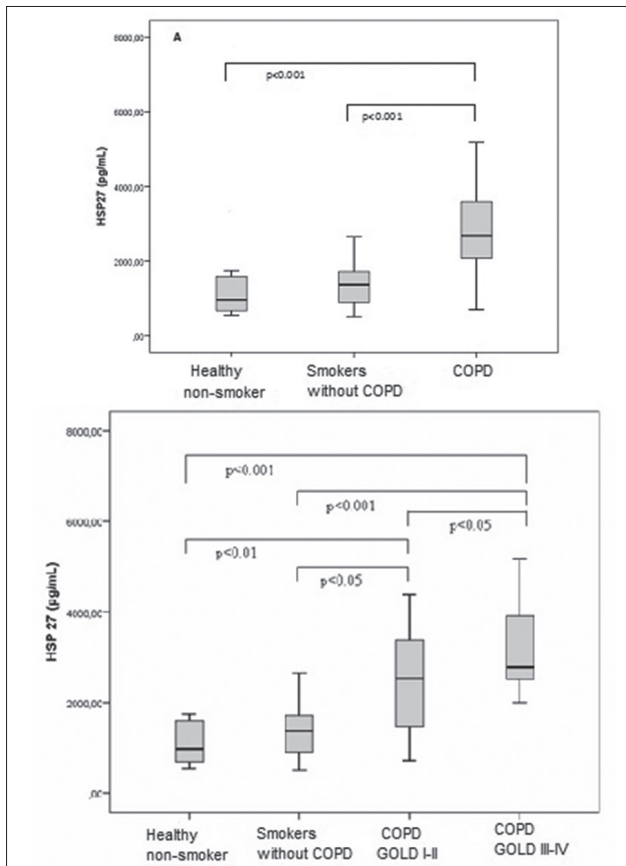 A
8000,00
6000,00
4000,00
2000,00
,00
HSP27 (pg/mL)
p<0.001
p<0.001
Healthy
non-smoker
Smokers
without COPD
COPD
8000,00
6000,00
4000,00
2000,00
,00
HSP 27 (pg/mL)
p<0.001
p<0.001
p<0.05
p<0.01
p<0.05
Healthy
non-smoker
Smokers
without COPD
COPD
GOLD I-II
COPD
GOLD III-IV